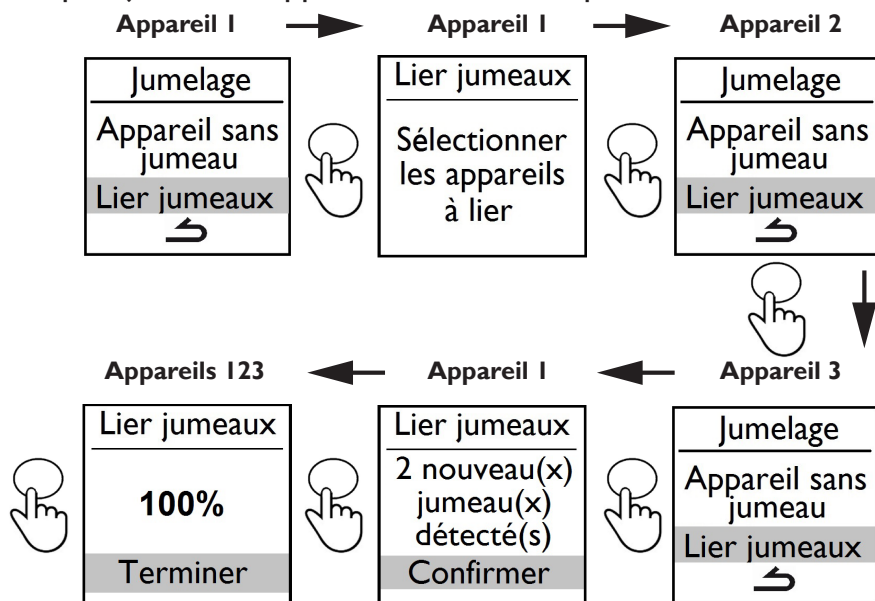 Appareil 1
Appareil 1
Appareil 2
Jumelage
Appareil sans
jumeau
Lier jumeaux
Lier jumeaux
Sélectionner
les appareils
à lier
Jumelage
Appareil sans
jumeau
Lier jumeaux
Appareils 123
Appareil 1
Appareil 3
Lier jumeaux
100%
Terminer
Lier jumeaux
2 nouveau(x)
jumeau(x)
détecté(s)
Confirmer
Jumelage
Appareil sans
jumeau
Lier jumeaux